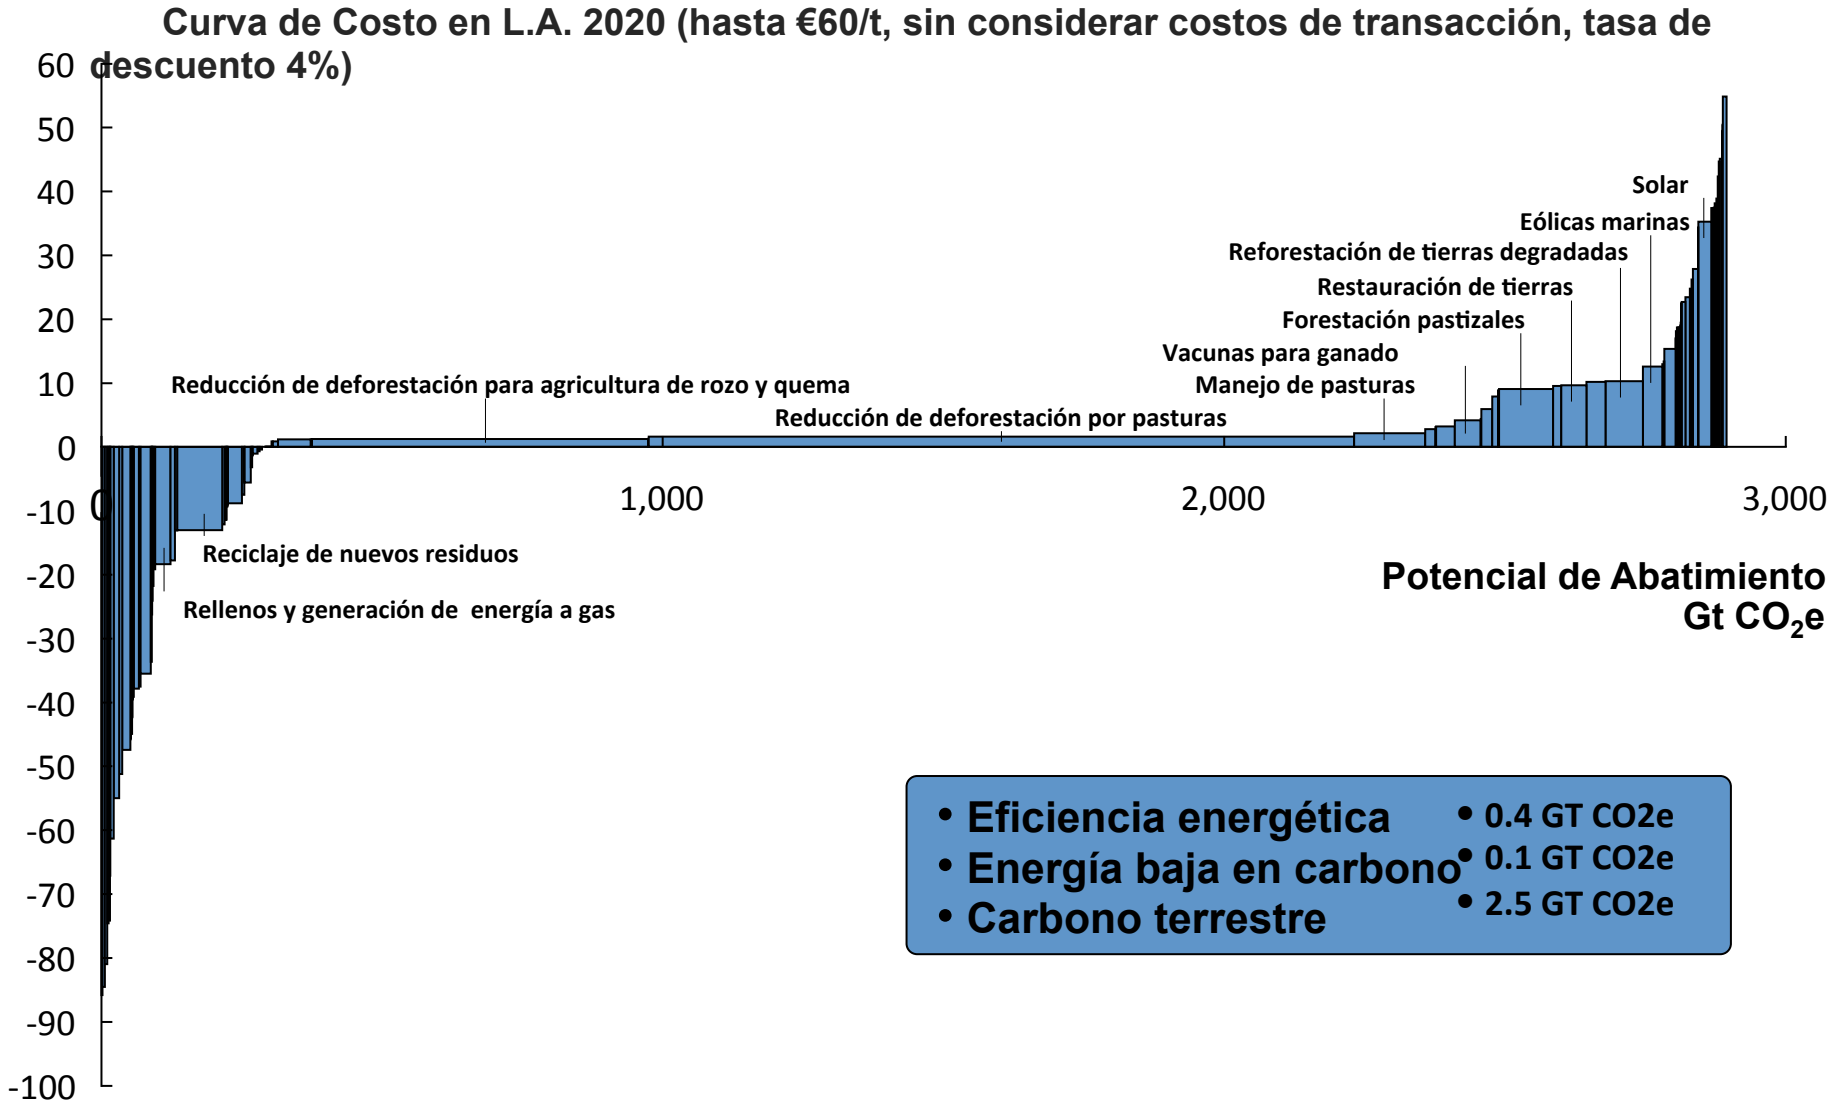 Curva de Costo en L.A. 2020 (hasta €60/t, sin considerar costos de transacción, tasa de
descuento 4%)
60
50
40
30
20
10
0
-10
-20
-30
-40
-50
-60
-70
-80
-90
-100
0
1,000
2,000
3,000
Solar
Eólicas marinas
Reforestación de tierras degradadas
Restauración de tierras
Forestación pastizales
Vacunas para ganado
Manejo de pasturas
Reducción de deforestación para agricultura de rozo y quema
Reducción de deforestación por pasturas
Reciclaje de nuevos residuos
Rellenos y generación de energía a gas
Potencial de Abatimiento
Gt CO₂e
• Eficiencia energética • 0.4 GT CO2e
• Energía baja en carbono • 0.1 GT CO2e
• Carbono terrestre • 2.5 GT CO2e